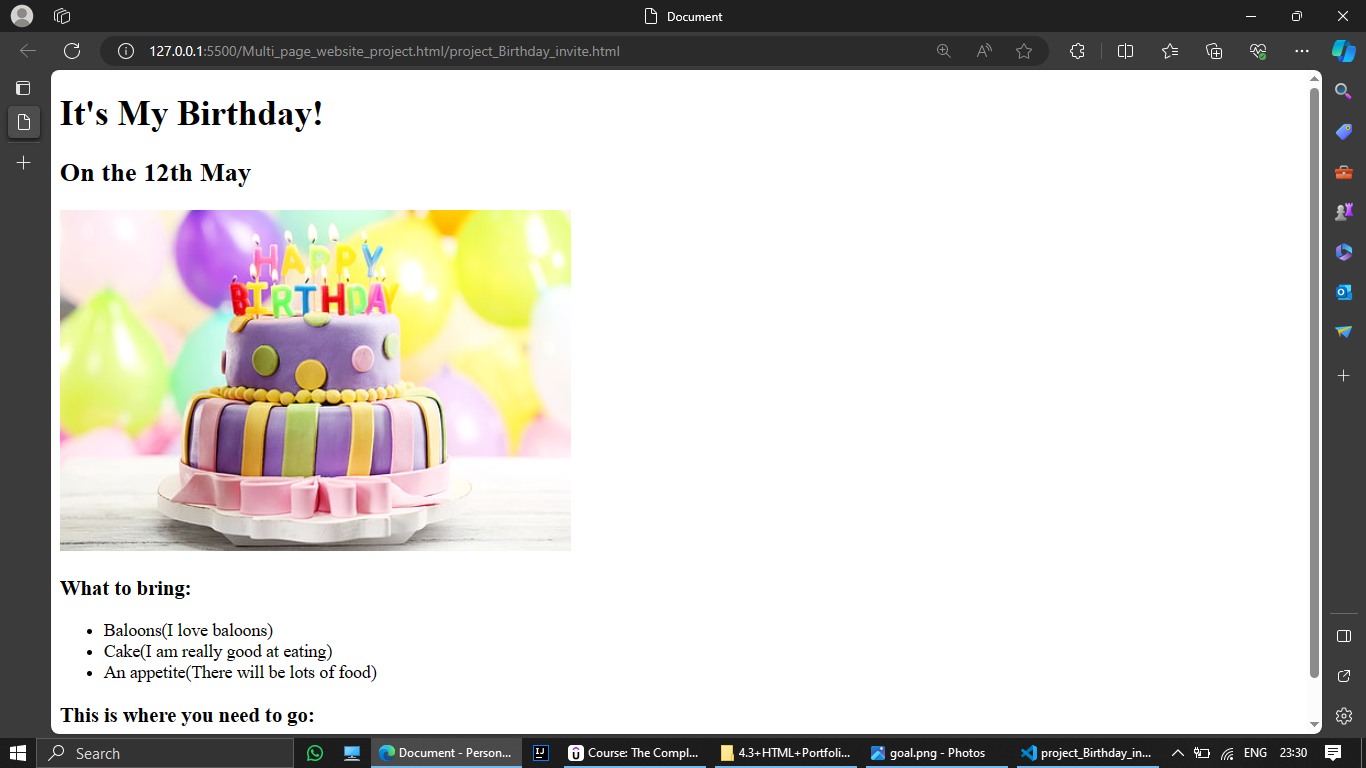 Document
127.0.0.1:5500/Multi_page_website_project.html/project_Birthday_invite.html
It's My Birthday!
On the 12th May
HAPPY
BIRTHDAY
What to bring:
Baloons(I love baloons)
Cake(I am really good at eating)
An appetite(There will be lots of food)
This is where you need to go:
Search
Document - Person...
Course: The Compl...
4.3+HTML+Portfoli...
goal.png - Photos
project_Birthday_in...
ENG
23:30